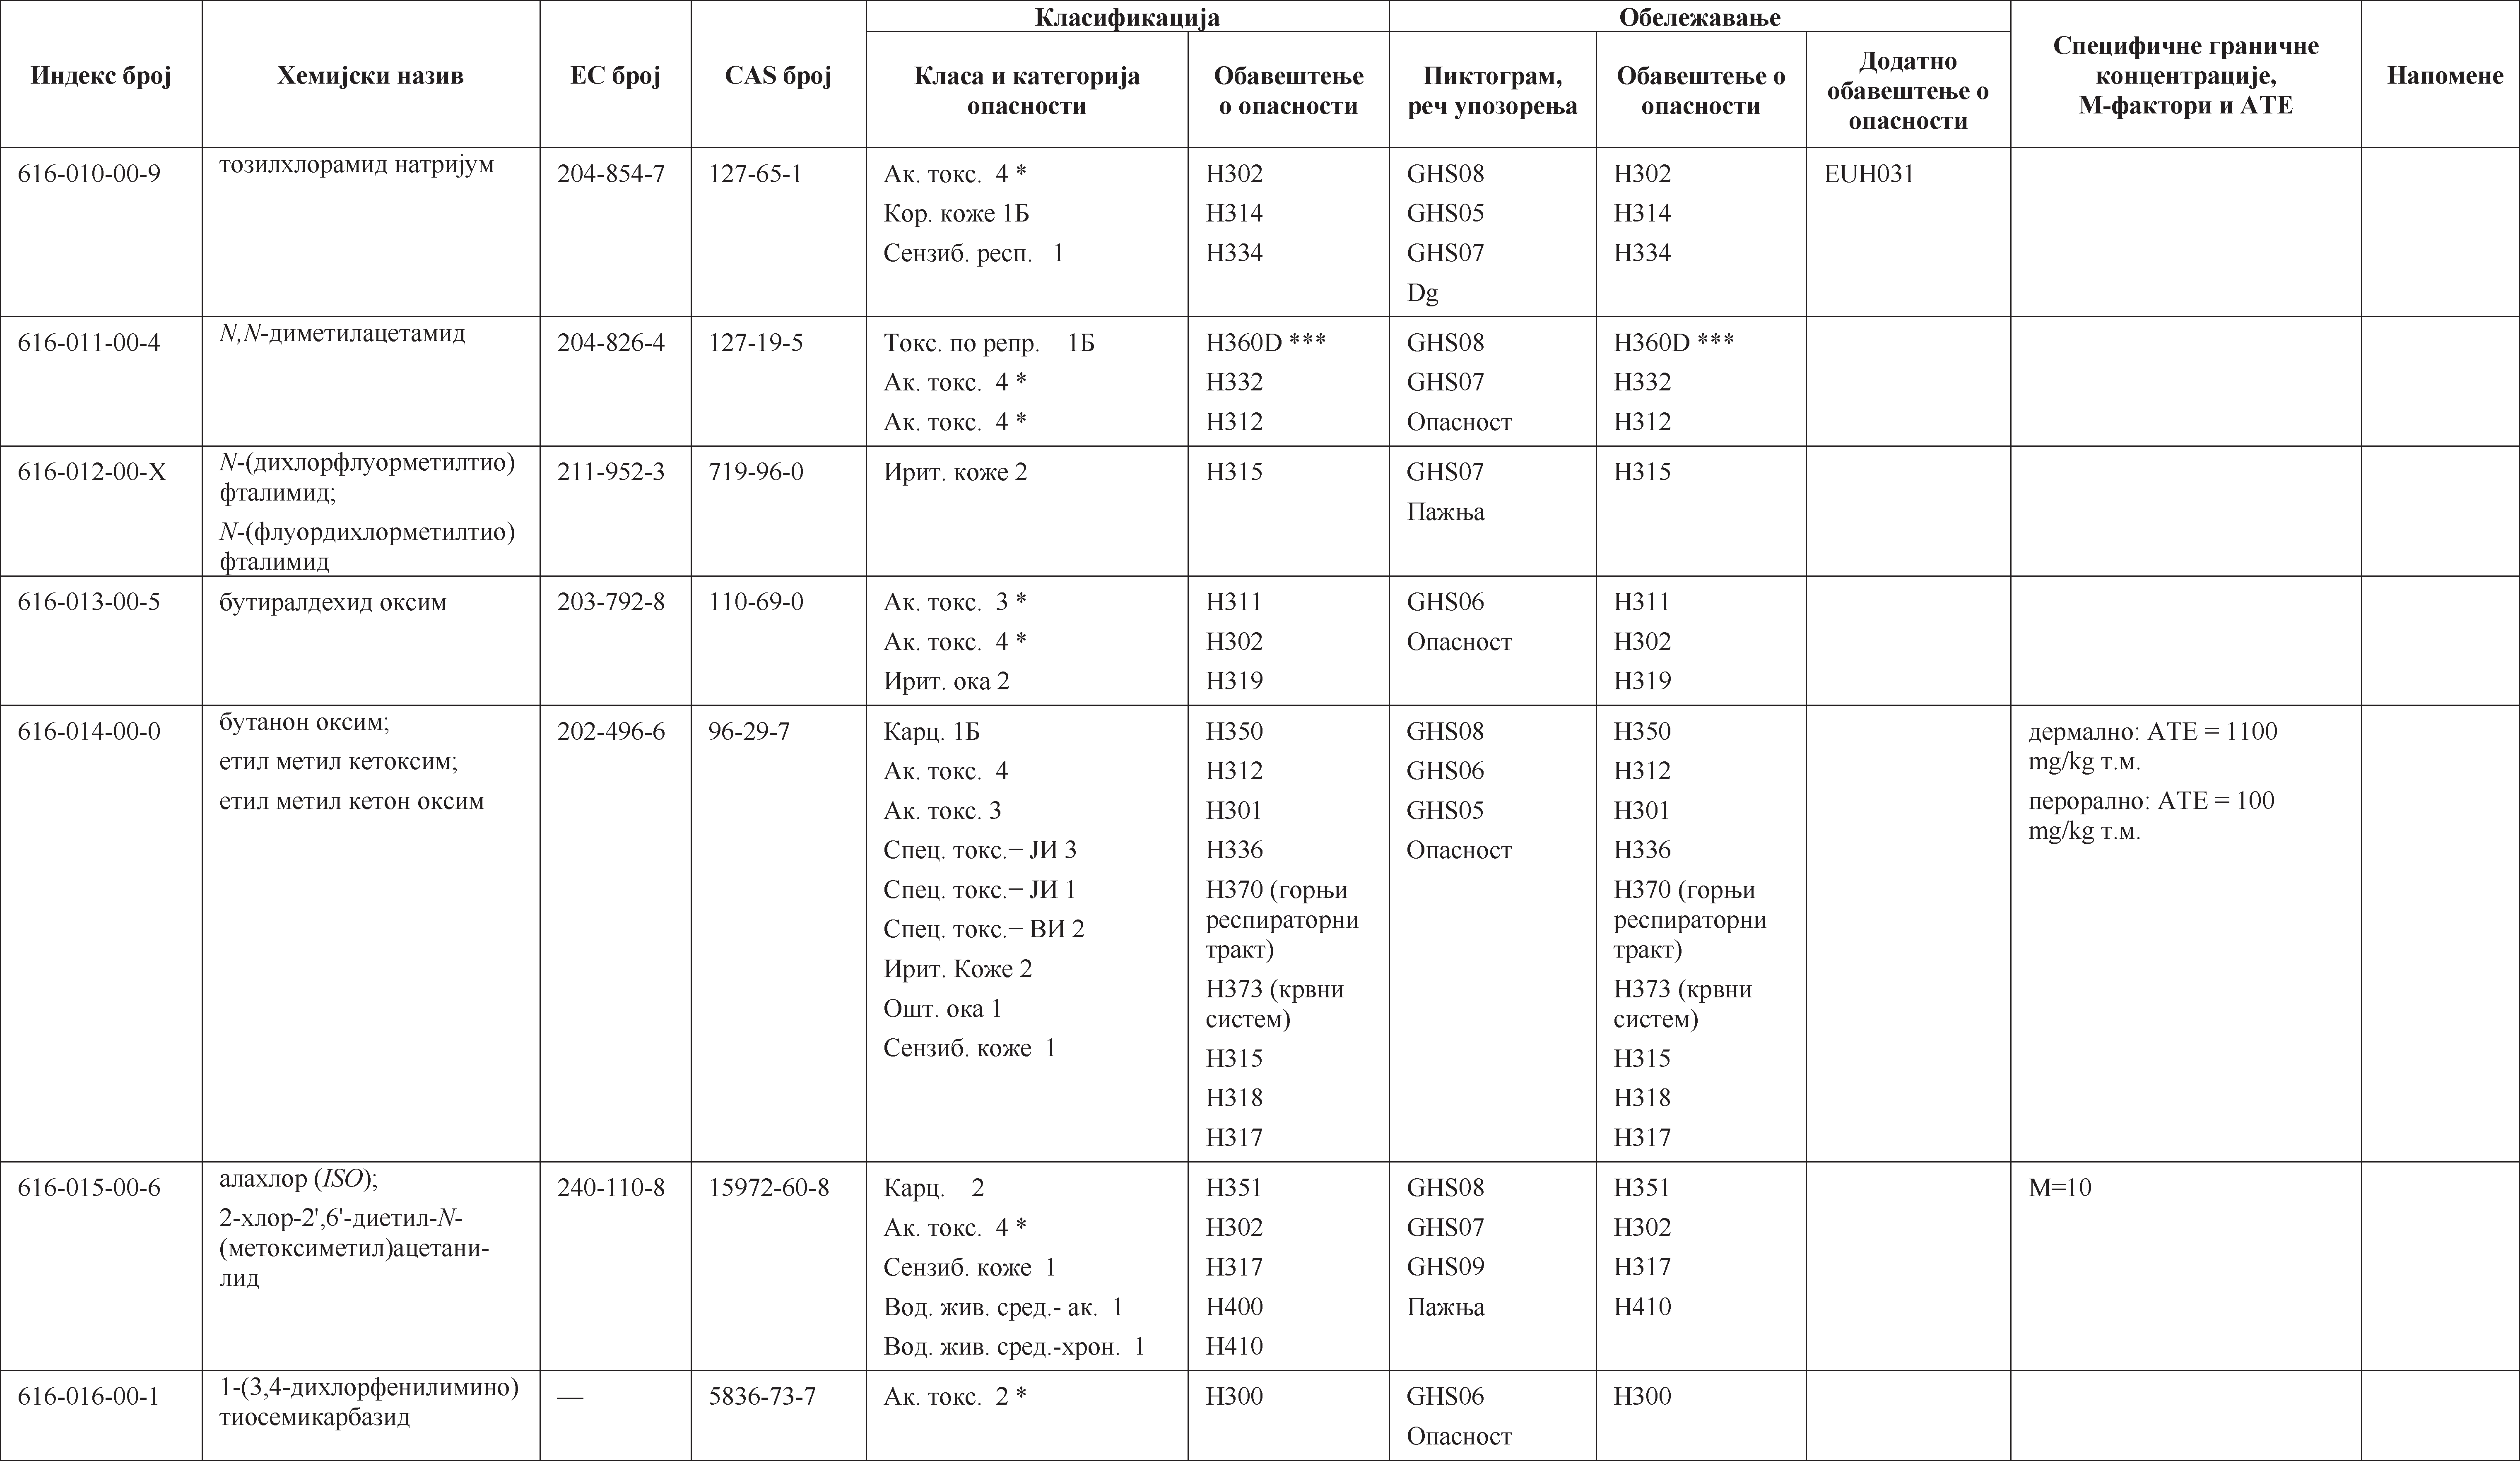 Класификација
Обележавање
Индекс број
Хемијски назив
ЕС број
CAS број
Класа и категорија
опасности
Обавештење
о опасности
Пиктограм,
реч упозорења
Обавештење о
опасности
Додатно
обавештење о
опасности
Специфичне граничне
концентрације,
М-фактори и АТЕ
Напомене
616-010-00-9
тозилхлорамид натријум
204-854-7
127-65-1
Ак. токс. 4 *
Кор. коже 1Б
Сензиб. респ. 1
H302
H314
H334
GHS08
GHS05
GHS07
Dg
H302
H314
H334
EUH031
616-011-00-4
N,N-диметилацетамид
204-826-4
127-19-5
Токс. по репр. 1Б
Ак. токс. 4 *
Ак. токс. 4 *
H360D ***
H332
H312
GHS08
GHS07
Опасност
H360D ***
H332
H312
616-012-00-X
N-(дихлорфлуорметилтио)
фталимид;
N-(флуордихлорметилтио)
фталимид
211-952-3
719-96-0
Ирит. коже 2
H315
GHS07
Пажња
H315
616-013-00-5
бутиралдехид оксим
203-792-8
110-69-0
Ак. токс. 3 *
Ак. токс. 4 *
Ирит. ока 2
H311
H302
H319
GHS06
Опасност
H311
H302
H319
616-014-00-0
бутанон оксим;
етил метил кетоксим;
етил метил кетон оксим
202-496-6
96-29-7
Карц. 1Б
Ак. токс. 4
Ак. токс. 3
Спец. токс.− ЈИ 3
Спец. токс.− ЈИ 1
Спец. токс.− ВИ 2
Ирит. Коже 2
Ошт. ока 1
Сензиб. коже 1
H350
H312
H301
H336
H370 (горњи
респираторни
тракт)
H373 (крвни
систем)
H315
H318
H317
GHS08
GHS06
GHS05
Опасност
H350
H312
H301
H336
H370 (горњи
респираторни
тракт)
H373 (крвни
систем)
H315
H318
H317
дермално: ATE = 1100
mg/kg т.м.
перорално: ATE = 100
mg/kg т.м.
616-015-00-6
алахлор (ISO);
2-хлор-2',6'-диетил-N-
(метоксиметил)ацетани-
лид
240-110-8
15972-60-8
Карц. 2
Ак. токс. 4 *
Сензиб. коже 1
Вод. жив. сред.- ак. 1
Вод. жив. сред.-хрон. 1
H351
H302
H317
H400
H410
GHS08
GHS07
GHS09
Пажња
H351
H302
H317
H410
M=10
616-016-00-1
1-(3,4-дихлорфенилимино)
тиосемикарбазид
—
5836-73-7
Ак. токс. 2 *
H300
GHS06
Опасност
H300